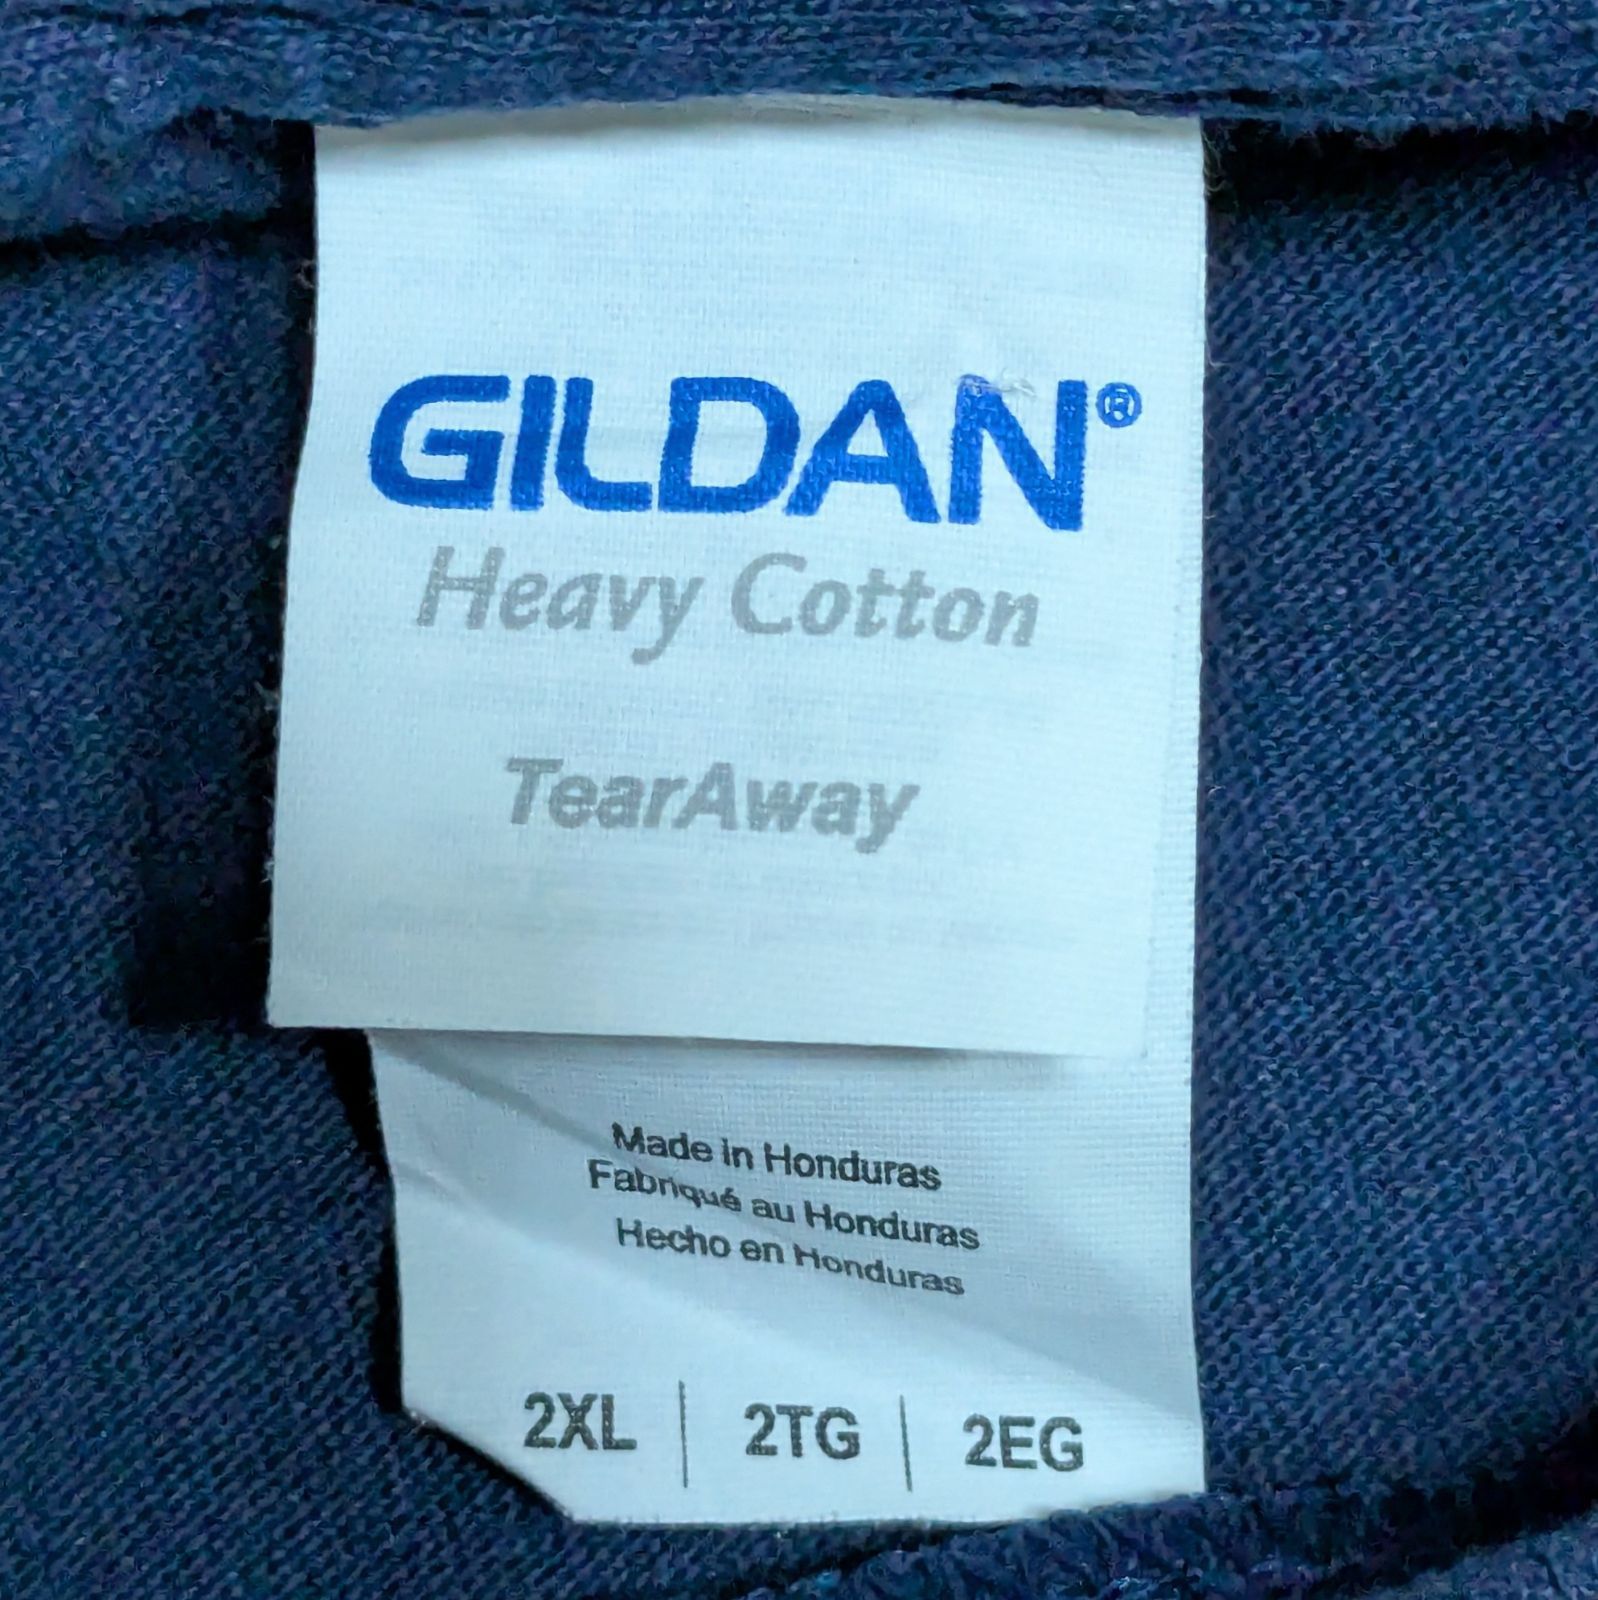 GILDAN®
Heavy Cotton
TearAway
Made in Honduras
Fabriqué au Honduras
Hecho en Honduras
2XL | 2TG | 2EG